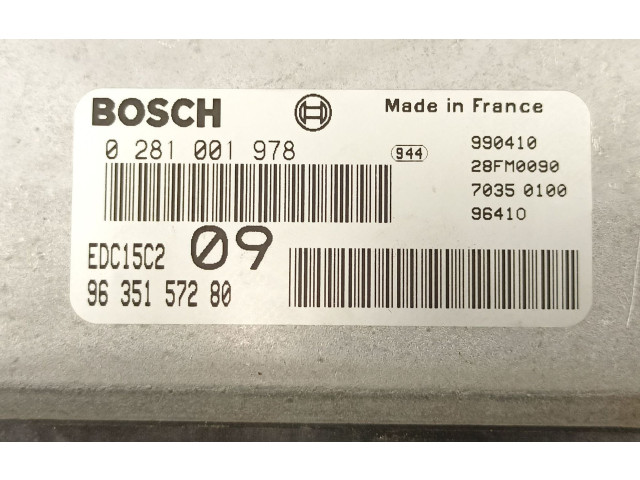 BOSCH
Made in France
0 281 001 978
944
990410
28FM0090
7035 0100
96410
EDC15C2
09
96 351 572 80